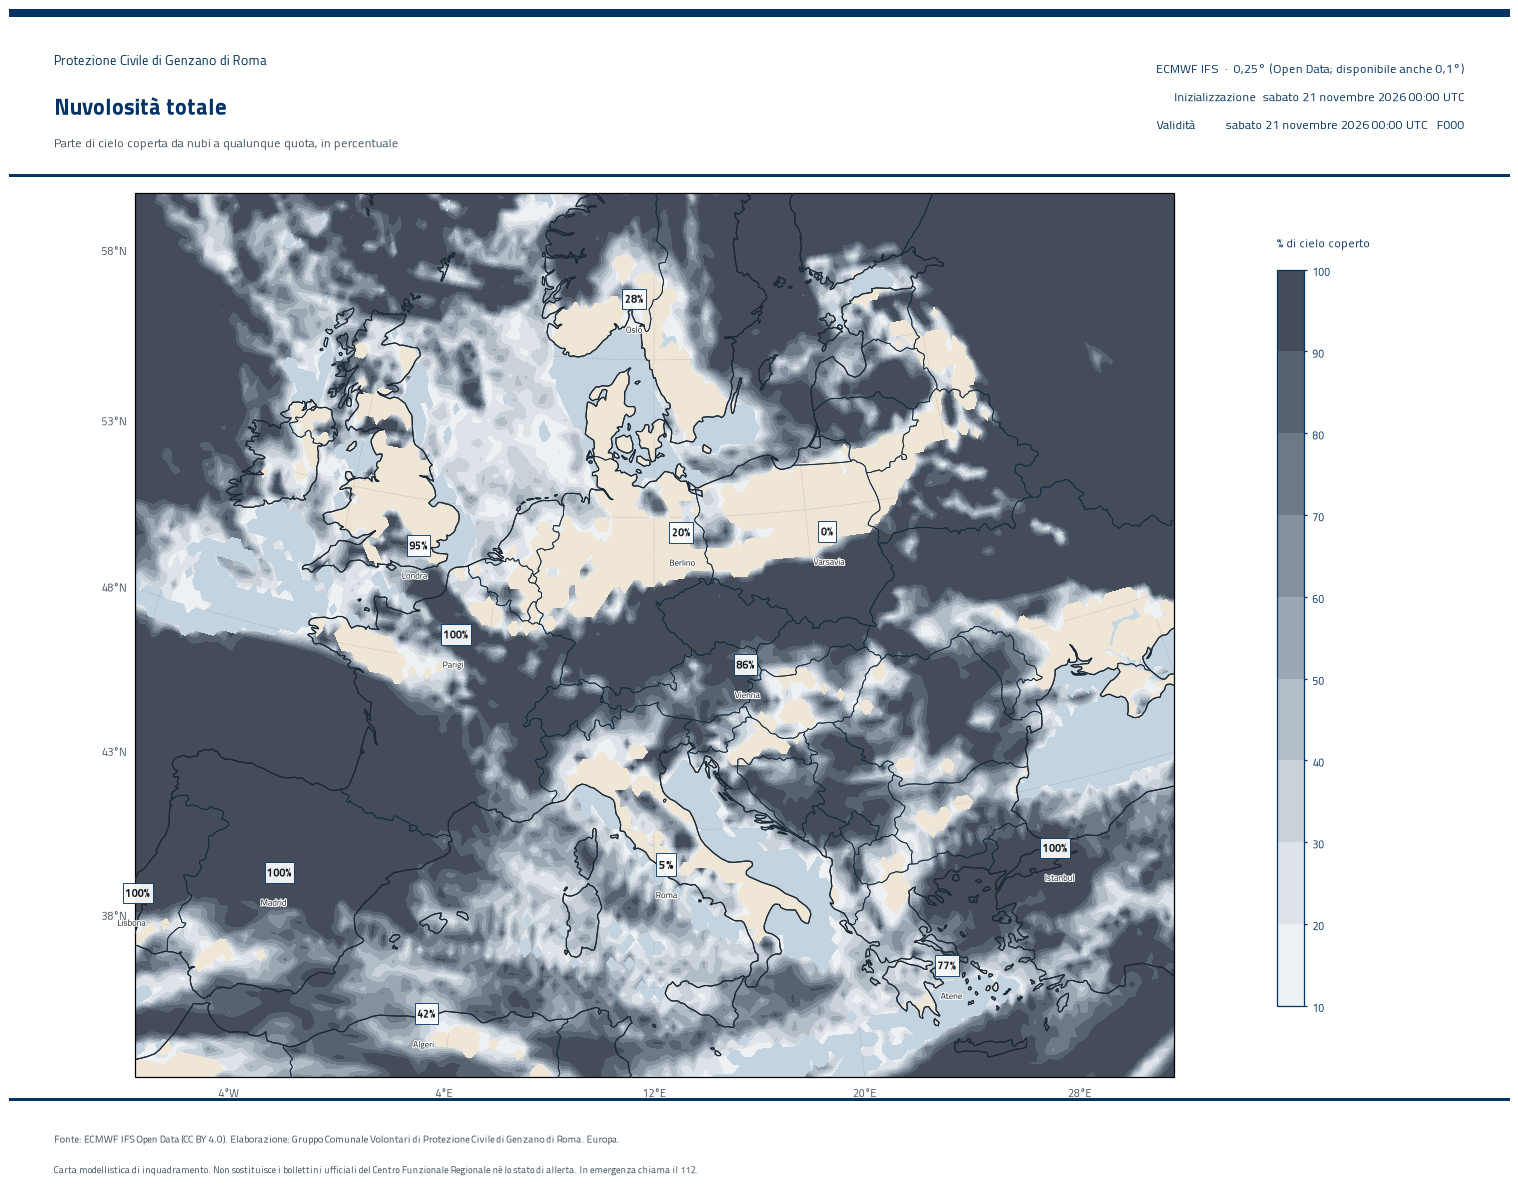 Protezione Civile di Genzano di Roma
Nuvolosità totale
Parte di cielo coperta da nubi a qualunque quota, in percentuale
ECMWF IFS · 0,25° (Open Data; disponibile anche 0,1°)
Inizializzazione sabato 21 novembre 2026 00:00 UTC
Validità sabato 21 novembre 2026 00:00 UTC F000
58°N
53°N
48°N
43°N
38°N
28%
Oslo
95%
Londra
20%
Berlino
0%
Varsavia
100%
Parigi
86%
Vienna
100%
Istanbul
5%
Roma
100%
Madrid
100%
Lisbona
77%
Atene
42%
Algeri
4°W
4°E
12°E
20°E
28°E
% di cielo coperto
100
90
80
70
60
50
40
30
20
10
Fonte: ECMWF IFS Open Data (CC BY 4.0). Elaborazione: Gruppo Comunale Volontari di Protezione Civile di Genzano di Roma. Europa.
Carta modellistica di inquadramento. Non sostituisce i bollettini ufficiali del Centro Funzionale Regionale né lo stato di allerta. In emergenza chiama il 112.